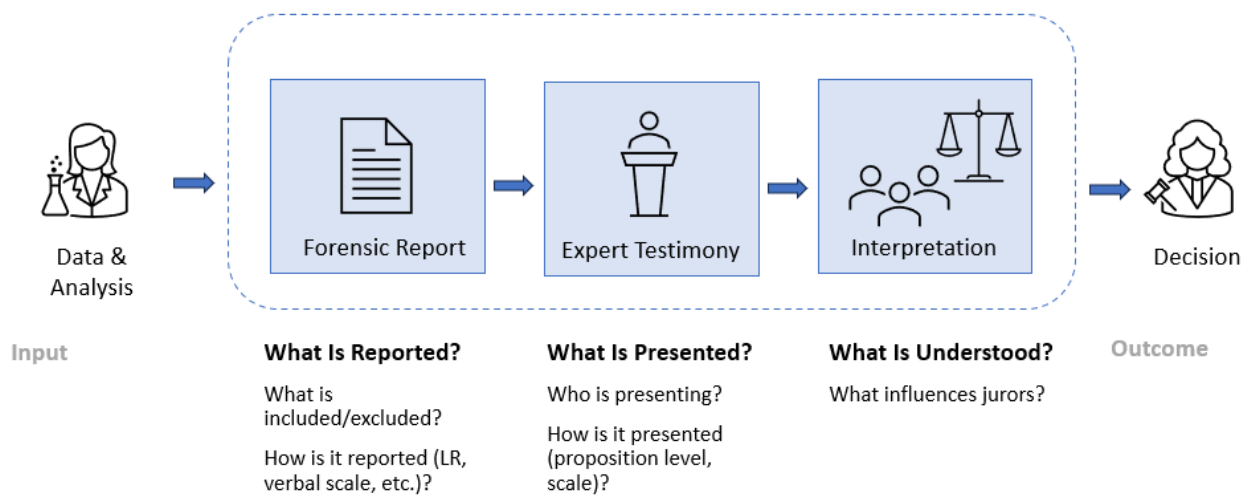 Forensic Report
Expert Testimony
Interpretation
Data &
Analysis
Decision
Input
Outcome
What Is Reported?
What is
included/excluded?
How is it reported (LR,
verbal scale, etc.)?
What Is Presented?
Who is presenting?
How is it presented
(proposition level,
scale)?
What Is Understood?
What influences jurors?